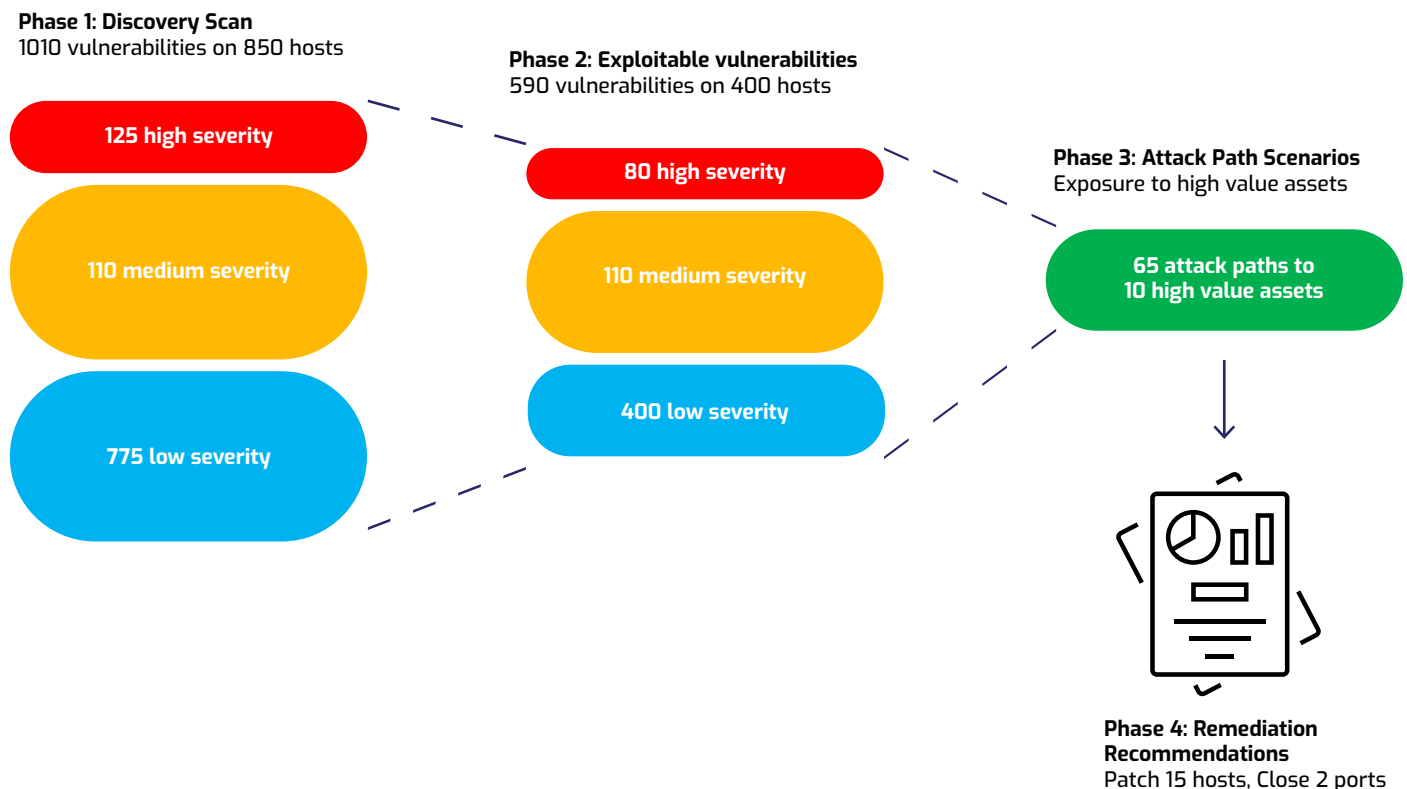 Phase 1: Discovery Scan
1010 vulnerabilities on 850 hosts
125 high severity
110 medium severity
775 low severity
Phase 2: Exploitable vulnerabilities
590 vulnerabilities on 400 hosts
80 high severity
110 medium severity
400 low severity
Phase 3: Attack Path Scenarios
Exposure to high value assets
65 attack paths to
10 high value assets
Phase 4: Remediation
Recommendations
Patch 15 hosts, Close 2 ports